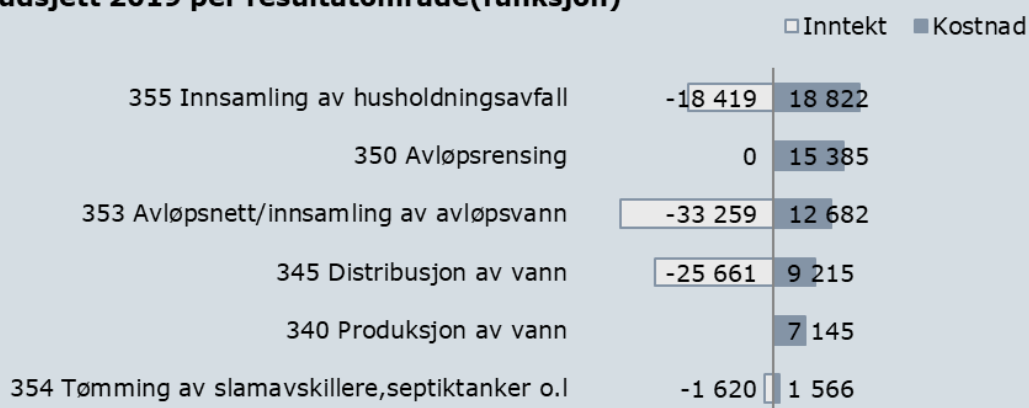 2019 per resultatområde(funksjon)
Inntekt Kostnad
355 Innsamling av husholdningsavfall -18 419 18 822
350 Avløpsrensing 0 15 385
353 Avløpsnett/innsamling av avløpsvann -33 259 12 682
345 Distribusjon av vann -25 661 9 215
340 Produksjon av vann 7 145
354 Tømming av slamavskillere,septiktanker o.l -1 620 1 566